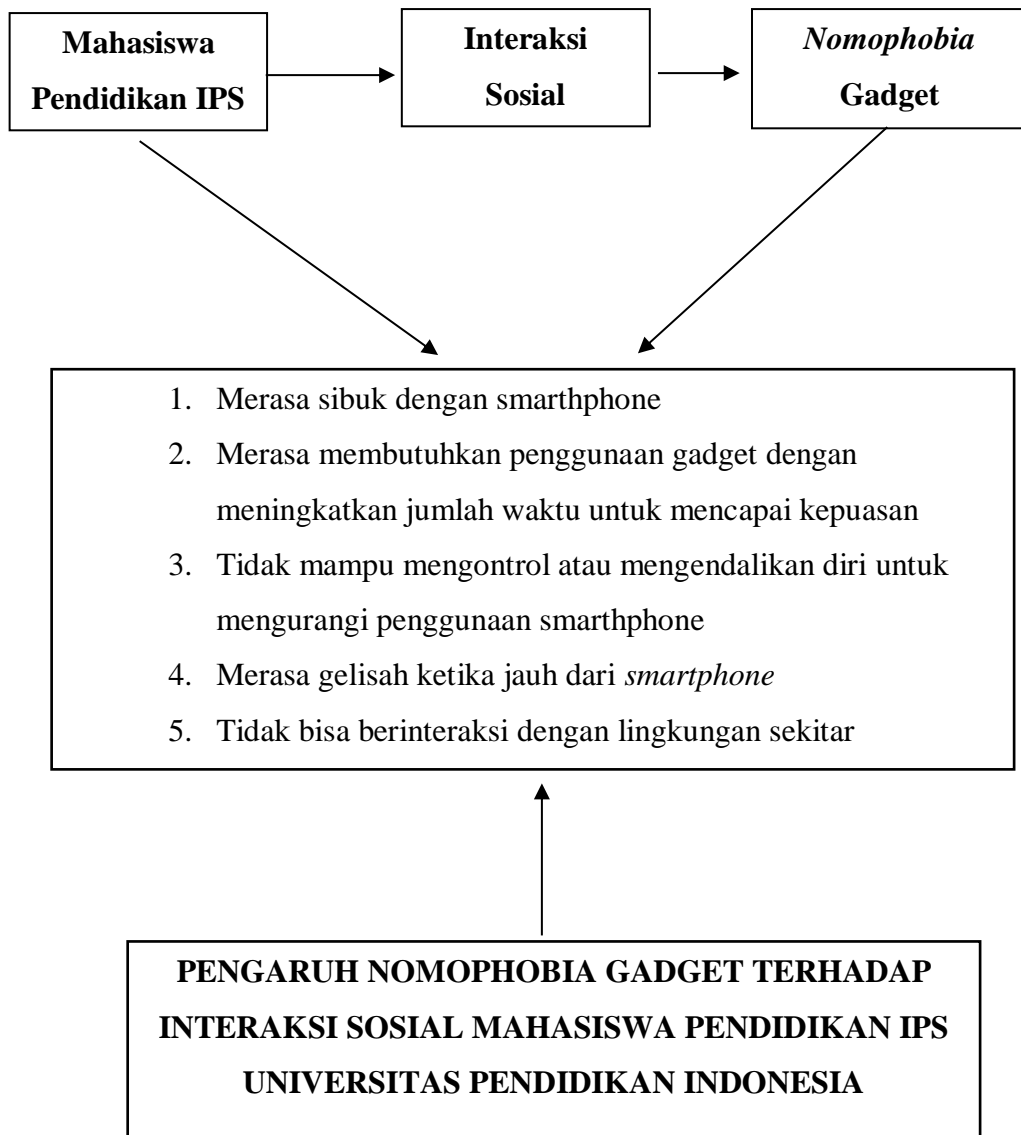 Mahasiswa
Pendidikan IPS
Interaksi
Sosial
Nomophobia
Gadget
1. Merasa sibuk dengan smarthphone
2. Merasa membutuhkan penggunaan gadget dengan
meningkatkan jumlah waktu untuk mencapai kepuasan
3. Tidak mampu mengontrol atau mengendalikan diri untuk
mengurangi penggunaan smarthphone
4. Merasa gelisah ketika jauh dari smartphone
5. Tidak bisa berinteraksi dengan lingkungan sekitar
PENGARUH NOMOPHOBIA GADGET TERHADAP
INTERAKSI SOSIAL MAHASISWA PENDIDIKAN IPS
UNIVERSITAS PENDIDIKAN INDONESIA